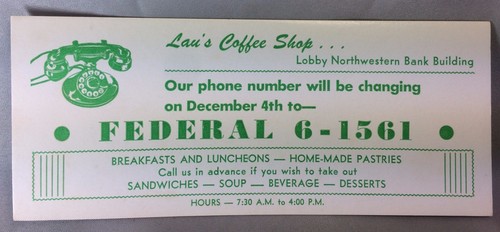 Lau's Coffee Shop . . .
Lobby Northwestern Bank Building
Our phone number will be changing
on December 4th to—
FEDERAL 6-1561
BREAKFASTS AND LUNCHEONS — HOME-MADE PASTRIES
Call us in advance if you wish to take out
SANDWICHES — SOUP — BEVERAGE — DESSERTS
HOURS — 7:30 A.M. to 4:00 P.M.